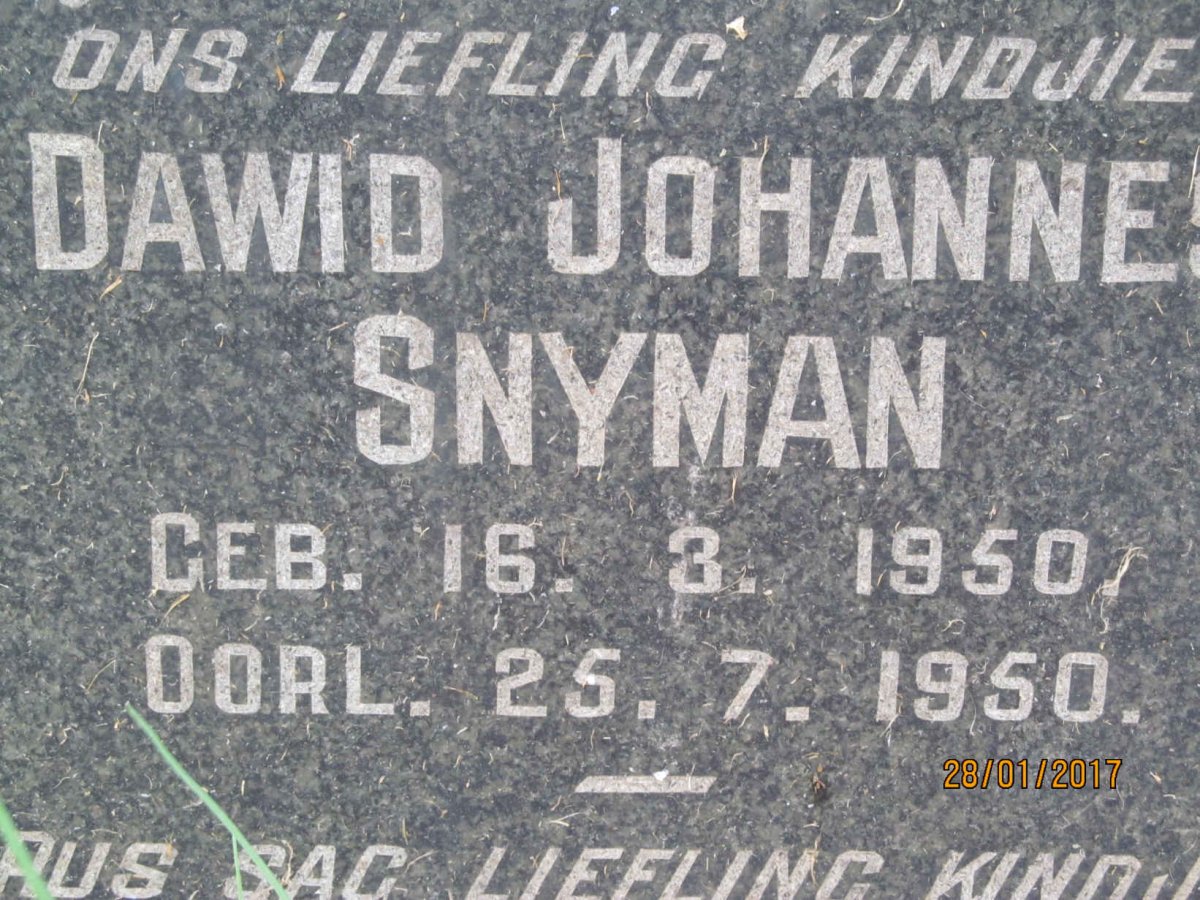 ONS LIEFLING KINDJIE
DAWID JOHANNES
SNYMAN
GEB. 16. 3. 1950.
OORL. 25. 7. 1950.
28/01/2017
RUS SAG LIEFLING KINDJ